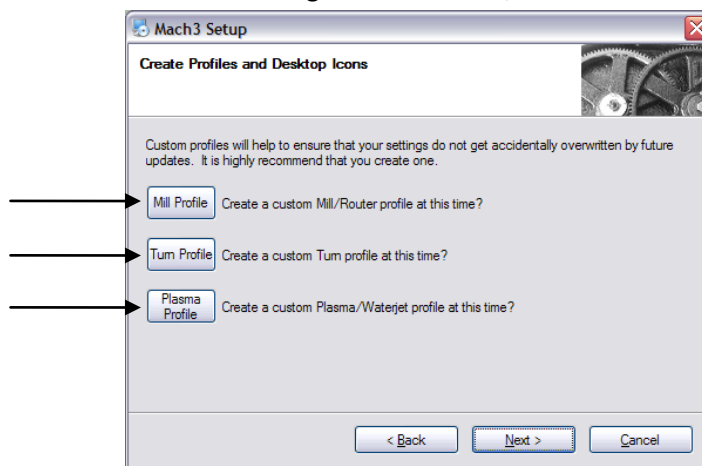 Mach3 Setup
Create Profiles and Desktop Icons
Custom profiles will help to ensure that your settings do not get accidentally overwritten by future
updates. It is highly recommend that you create one.
Mill Profile Create a custom Mill/Router profile at this time?
Turn Profile Create a custom Turn profile at this time?
Plasma
Profile Create a custom Plasma/Waterjet profile at this time?
< Back Next > Cancel